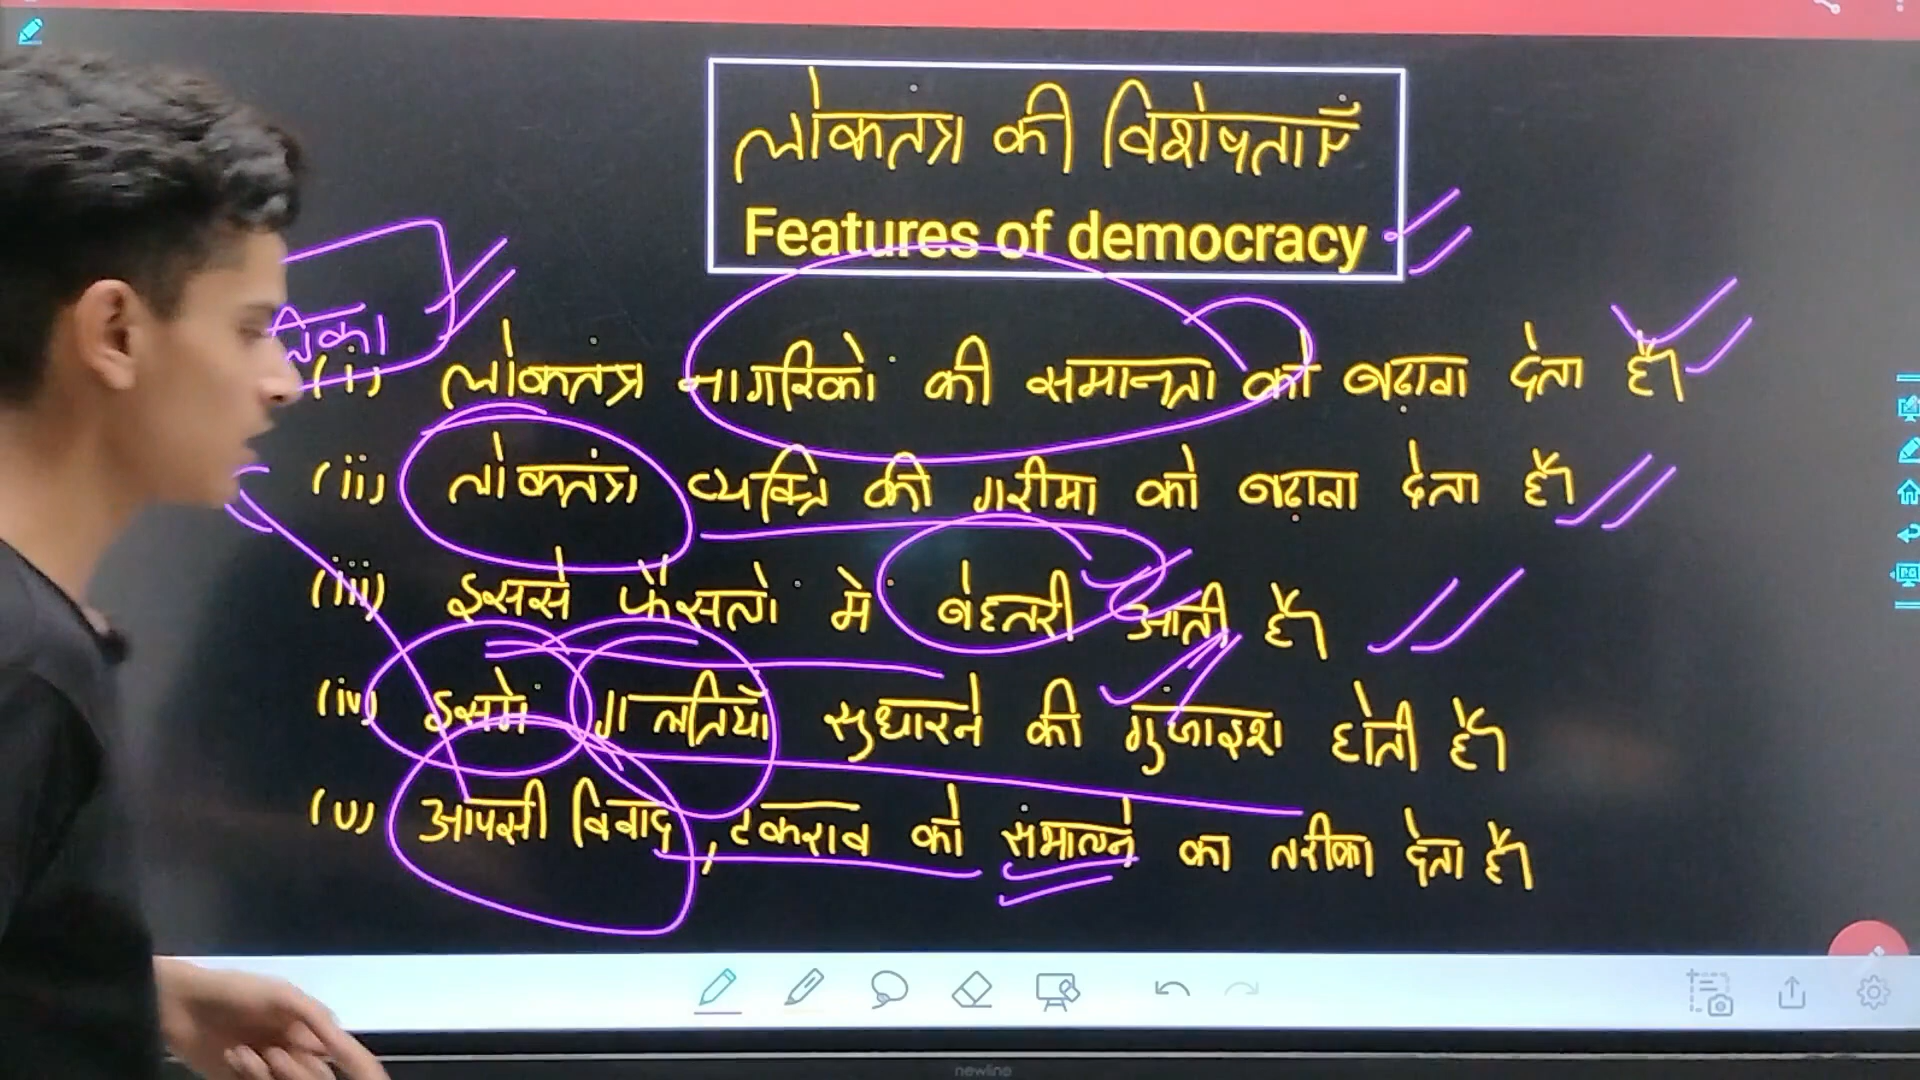 लोकतंत्र की विशेषताएँ
Features of democracy
(i) लोकतंत्र नागरिकों की समानता को बढ़ावा देता है।
(ii) लोकतंत्र व्यक्ति की गरीमा को बढ़ावा देता है।
(iii) इससे फैसलों में बेहतरी आती है।
(iv) इसमें गलतियाँ सुधारने की गुंजाइश होती है।
(v) आपसी विवाद, टकराव को संभालने का तरीका देता है।
newline